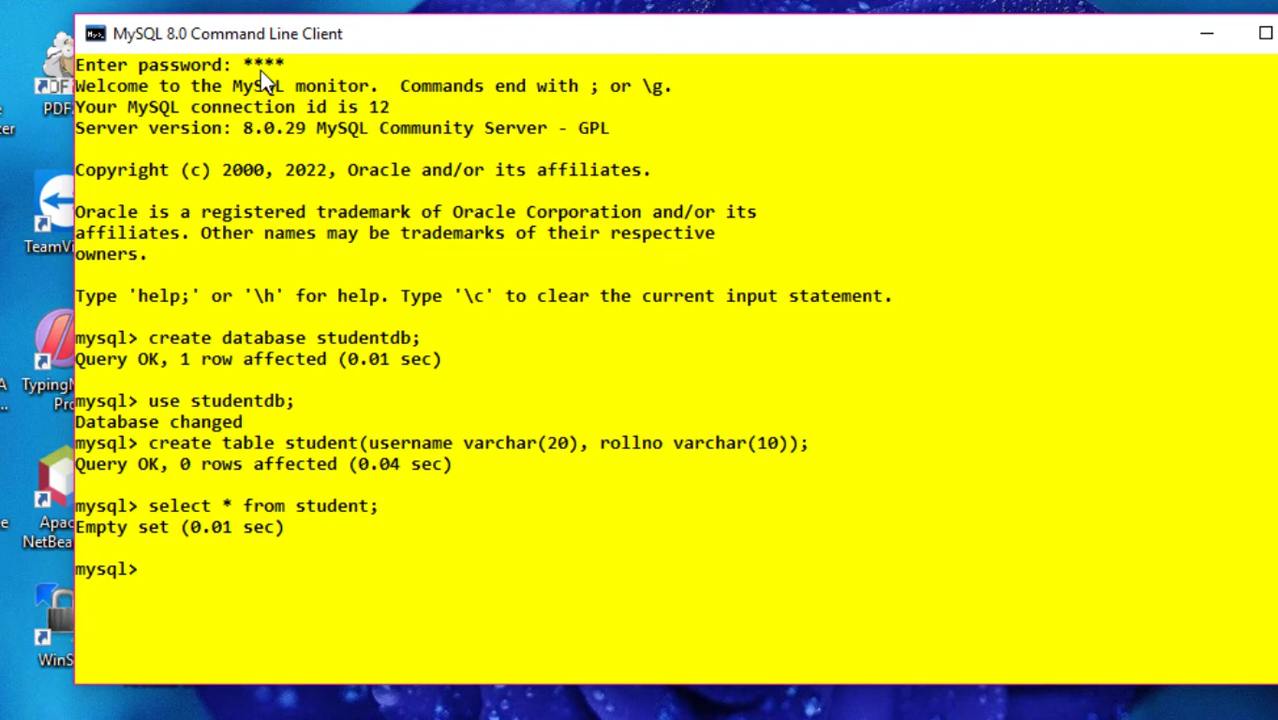 MySQL 8.0 Command Line Client
Enter password: ****
Welcome to the MySQL monitor.  Commands end with ; or \g.
Your MySQL connection id is 12
Server version: 8.0.29 MySQL Community Server - GPL
Copyright (c) 2000, 2022, Oracle and/or its affiliates.
Oracle is a registered trademark of Oracle Corporation and/or its
affiliates. Other names may be trademarks of their respective
owners.
Type 'help;' or '\h' for help. Type '\c' to clear the current input statement.
mysql> create database studentdb;
Query OK, 1 row affected (0.01 sec)
mysql> use studentdb;
Database changed
mysql> create table student(username varchar(20), rollno varchar(10));
Query OK, 0 rows affected (0.04 sec)
mysql> select * from student;
Empty set (0.01 sec)
mysql>
PDF
TeamVi
Typing
Pro
Apac
NetBea
WinS